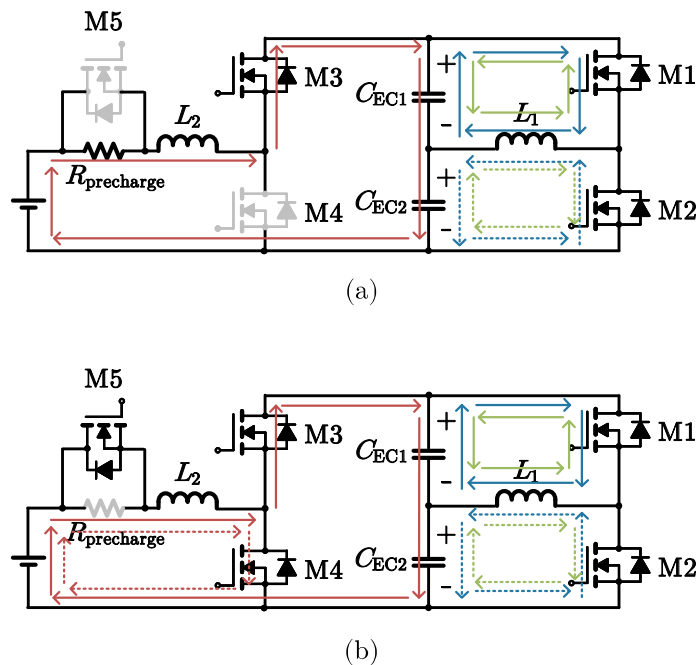 M5
M3
M1
+
C_EC1
L_2
L_1
-
R_precharge
+
M4
C_EC2
M2
-
(a)
M5
M3
M1
+
C_EC1
L_2
L_1
-
R_precharge
+
M4
C_EC2
M2
-
(b)